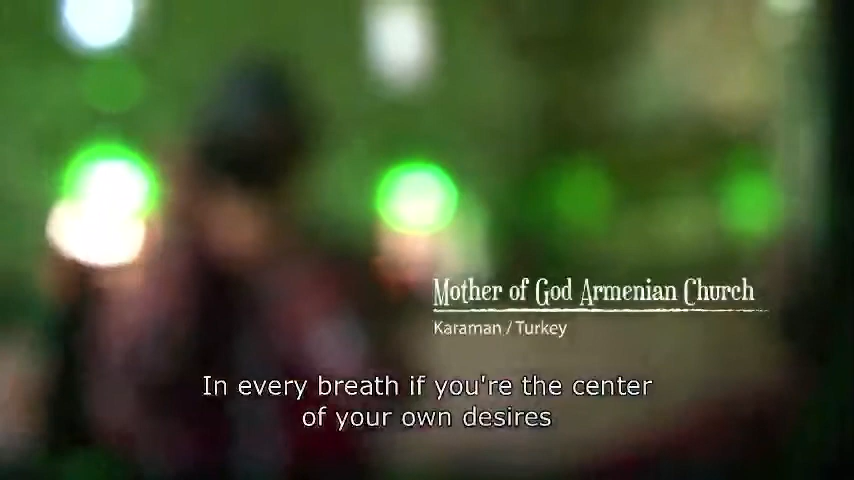 Mother of God Armenian Church
Karaman / Turkey
In every breath if you're the center
of your own desires